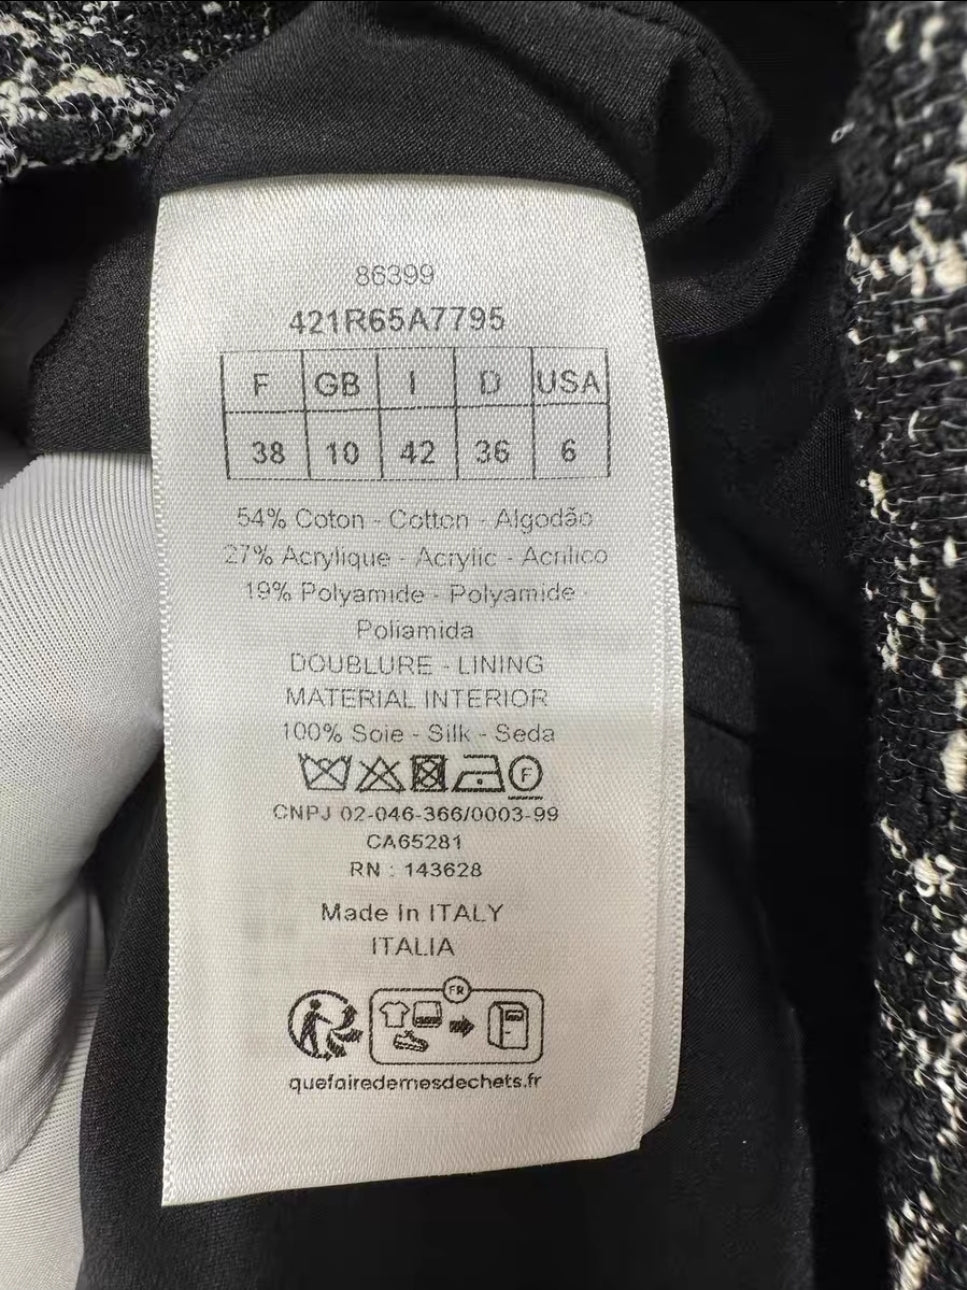 86399
421R65A7795
F GB I D USA
38 10 42 36 6
54% Coton - Cotton - Algodão
27% Acrylique - Acrylic - Acrilico
19% Polyamide - Polyamide -
Poliamida
DOUBLURE - LINING
MATERIAL INTERIOR
100% Soie - Silk - Seda
F
CNPJ 02-046-366/0003-99
CA65281
RN : 143628
Made In ITALY
ITALIA
FR
quefairedemesdechets.fr